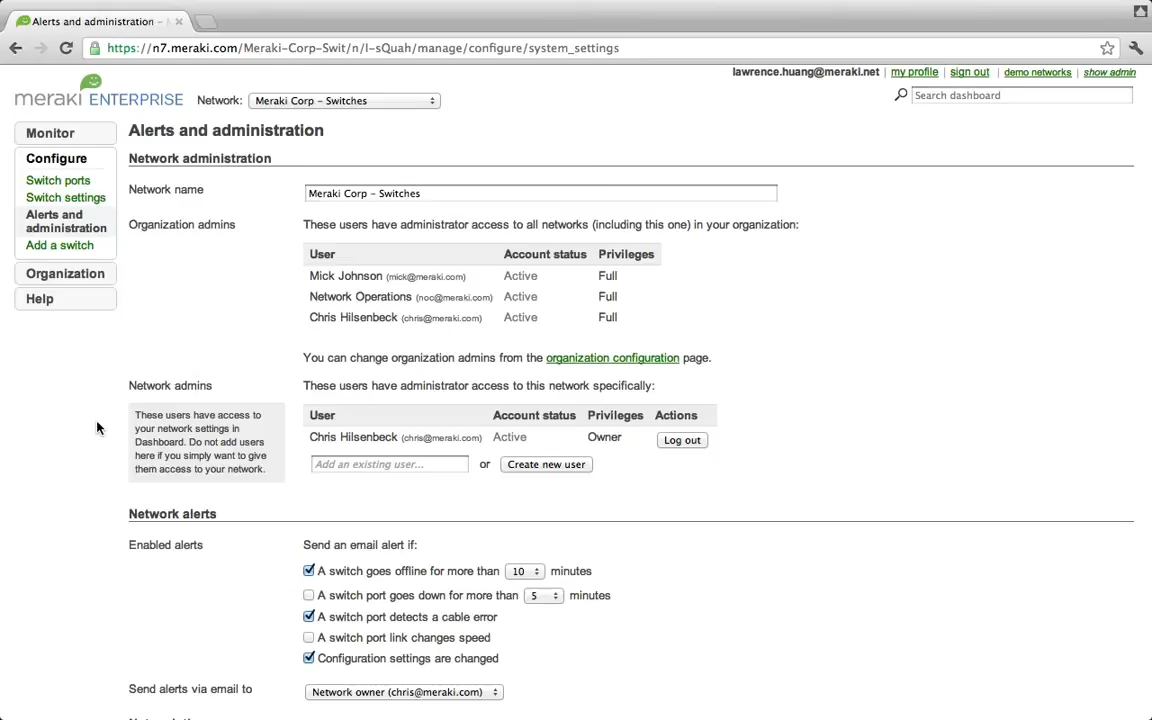 Alerts and administration –
https://n7.meraki.com/Meraki-Corp-Swit/n/I-sQuah/manage/configure/system_settings
lawrence.huang@meraki.net | my profile | sign out | demo networks | show admin
meraki ENTERPRISE Network: Meraki Corp – Switches
Search dashboard
Monitor
Configure
Switch ports
Switch settings
Alerts and
administration
Add a switch
Organization
Help
Alerts and administration
Network administration
Network name Meraki Corp – Switches
Organization admins These users have administrator access to all networks (including this one) in your organization:
User Account status Privileges
Mick Johnson (mick@meraki.com) Active Full
Network Operations (noc@meraki.com) Active Full
Chris Hilsenbeck (chris@meraki.com) Active Full
You can change organization admins from the organization configuration page.
Network admins These users have administrator access to this network specifically:
These users have access to
your network settings in
Dashboard. Do not add users
here if you simply want to give
them access to your network.
User Account status Privileges Actions
Chris Hilsenbeck (chris@meraki.com) Active Owner Log out
Add an existing user... or Create new user
Network alerts
Enabled alerts Send an email alert if:
A switch goes offline for more than 10 minutes
A switch port goes down for more than 5 minutes
A switch port detects a cable error
A switch port link changes speed
Configuration settings are changed
Send alerts via email to Network owner (chris@meraki.com)